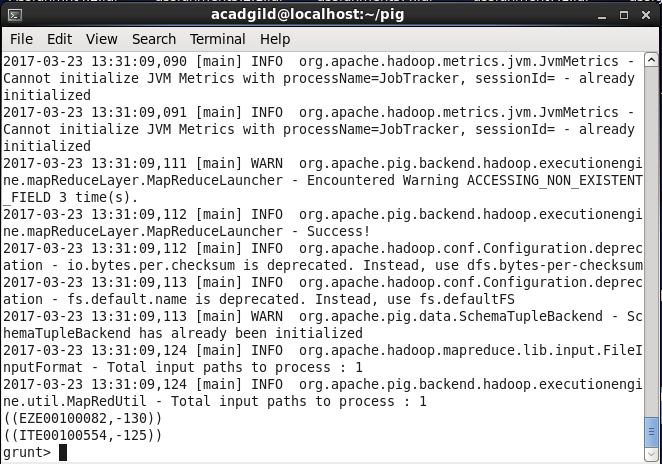 acadgild@localhost:~/pig
File Edit View Search Terminal Help
2017-03-23 13:31:09,090 [main] INFO  org.apache.hadoop.metrics.jvm.JvmMetrics -
Cannot initialize JVM Metrics with processName=JobTracker, sessionId= - already
initialized
2017-03-23 13:31:09,091 [main] INFO  org.apache.hadoop.metrics.jvm.JvmMetrics -
Cannot initialize JVM Metrics with processName=JobTracker, sessionId= - already
initialized
2017-03-23 13:31:09,111 [main] WARN  org.apache.pig.backend.hadoop.executionengi
ne.mapReduceLayer.MapReduceLauncher - Encountered Warning ACCESSING_NON_EXISTENT
_FIELD 3 time(s).
2017-03-23 13:31:09,112 [main] INFO  org.apache.pig.backend.hadoop.executionengi
ne.mapReduceLayer.MapReduceLauncher - Success!
2017-03-23 13:31:09,112 [main] INFO  org.apache.hadoop.conf.Configuration.deprec
ation - io.bytes.per.checksum is deprecated. Instead, use dfs.bytes-per-checksum
2017-03-23 13:31:09,113 [main] INFO  org.apache.hadoop.conf.Configuration.deprec
ation - fs.default.name is deprecated. Instead, use fs.defaultFS
2017-03-23 13:31:09,113 [main] WARN  org.apache.pig.data.SchemaTupleBackend - Sc
hemaTupleBackend has already been initialized
2017-03-23 13:31:09,124 [main] INFO  org.apache.hadoop.mapreduce.lib.input.FileI
nputFormat - Total input paths to process : 1
2017-03-23 13:31:09,124 [main] INFO  org.apache.pig.backend.hadoop.executionengi
ne.util.MapRedUtil - Total input paths to process : 1
((EZE00100082,-130))
((ITE00100554,-125))
grunt>